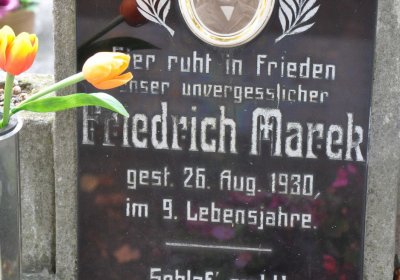 Hier ruht in Frieden
unser unvergesslicher
Friedrich Marek
gest. 26. Aug. 1930,
im 9. Lebensjahre.